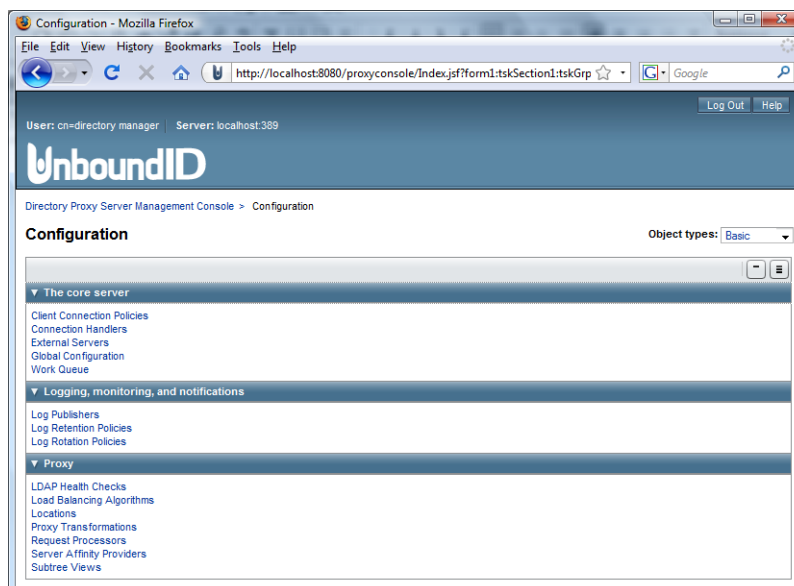 Configuration - Mozilla Firefox
File Edit View History Bookmarks Tools Help
http://localhost:8080/proxyconsole/Index.jsf?form1:tskSection1:tskGrp
G Google
Log Out Help
User: cn=directory manager Server: localhost:389
UnboundID
Directory Proxy Server Management Console > Configuration
Configuration
Object types: Basic
The core server
Client Connection Policies
Connection Handlers
External Servers
Global Configuration
Work Queue
Logging, monitoring, and notifications
Log Publishers
Log Retention Policies
Log Rotation Policies
Proxy
LDAP Health Checks
Load Balancing Algorithms
Locations
Proxy Transformations
Request Processors
Server Affinity Providers
Subtree Views